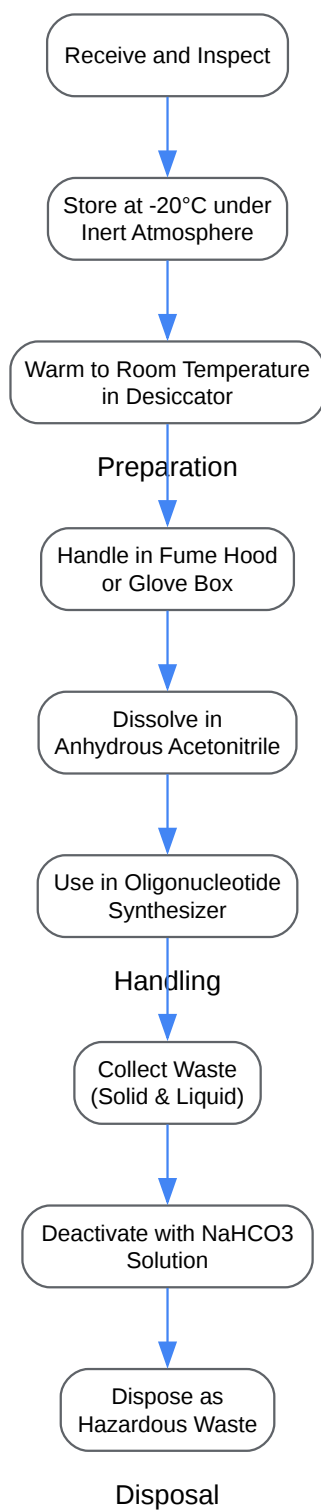 Receive and Inspect
Store at -20°C under
Inert Atmosphere
Warm to Room Temperature
in Desiccator
Preparation
Handle in Fume Hood
or Glove Box
Dissolve in
Anhydrous Acetonitrile
Use in Oligonucleotide
Synthesizer
Handling
Collect Waste
(Solid & Liquid)
Deactivate with NaHCO3
Solution
Dispose as
Hazardous Waste
Disposal